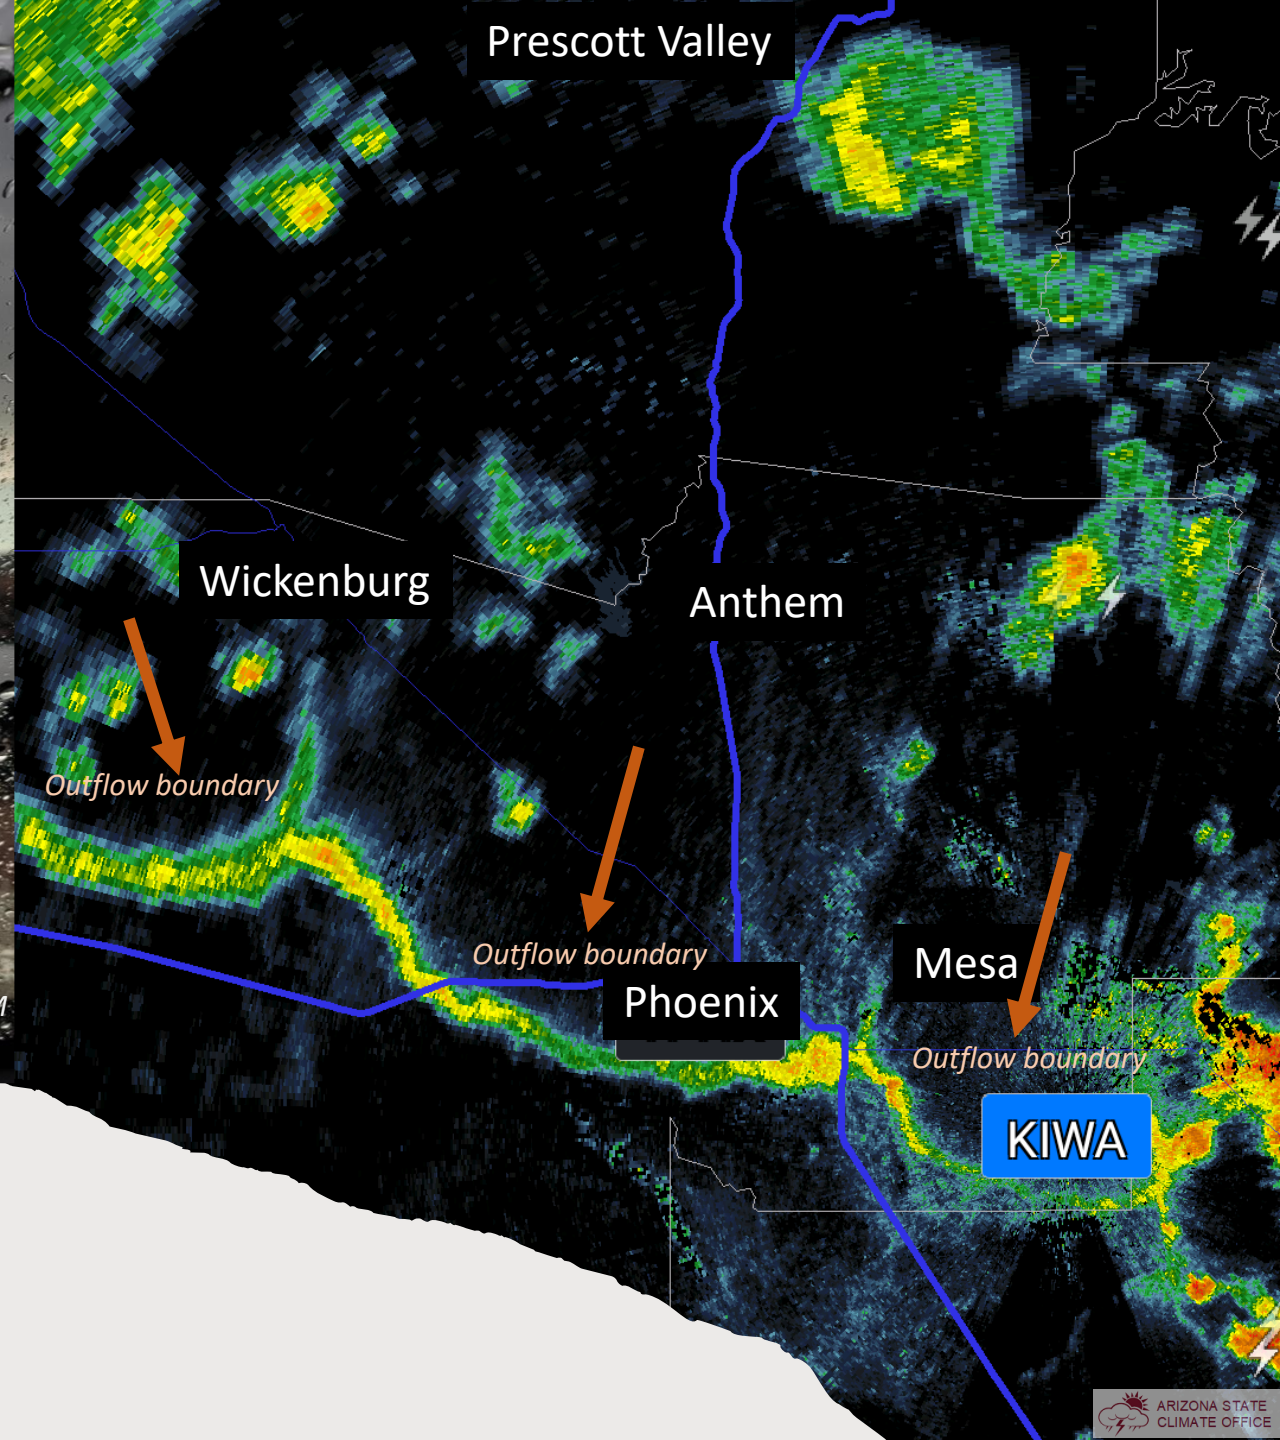 Prescott Valley
Wickenburg
Anthem
Outflow boundary
Outflow boundary
Mesa
Phoenix
Outflow boundary
KIWA
ARIZONA STATE
CLIMATE OFFICE